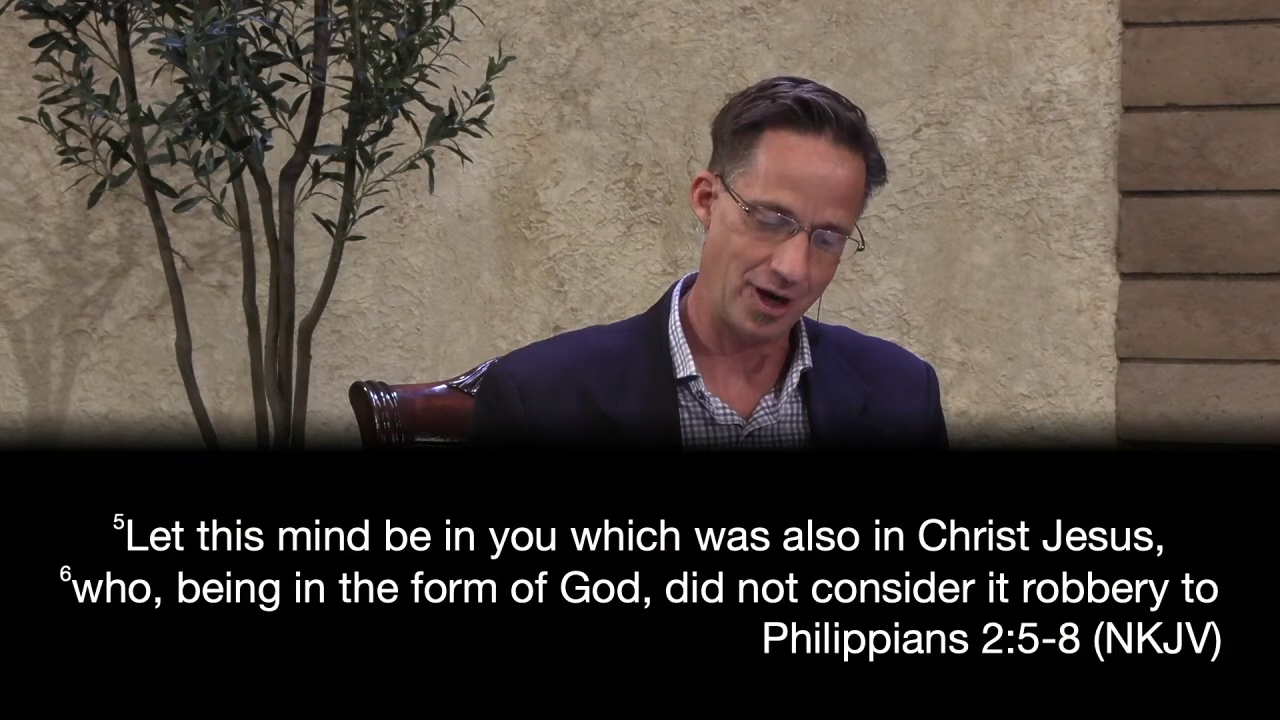 ⁵Let this mind be in you which was also in Christ Jesus,
⁶who, being in the form of God, did not consider it robbery to
Philippians 2:5-8 (NKJV)